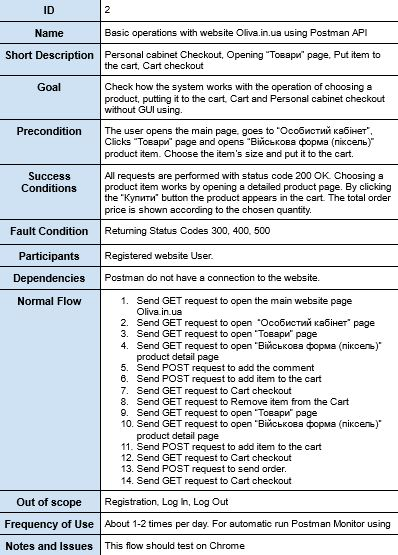 ID 2
Name Basic operations with website Oliva.in.ua using Postman API
Short Description Personal cabinet Checkout, Opening “Товари” page, Put item to
the cart, Cart checkout
Goal Check how the system works with the operation of choosing a
product, putting it to the cart, Cart and Personal cabinet checkout
without GUI using.
Precondition The user opens the main page, goes to “Особистий кабінет”,
Clicks “Товари” page and opens “Військова форма (піксель)”
product item. Choose the item’s size and put it to the cart.
Success All requests are performed with status code 200 OK. Choosing a
Conditions product item works by opening a detailed product page. By clicking
the “Купити” button the product appears in the cart. The total order
price is shown according to the chosen quantity.
Fault Condition Returning Status Codes 300, 400, 500
Participants Registered website User.
Dependencies Postman do not have a connection to the website.
Normal Flow 1. Send GET request to open the main website page
Oliva.in.ua
2. Send GET request to open “Особистий кабінет” page
3. Send GET request to open “Товари” page
4. Send GET request to open “Військова форма (піксель)”
product detail page
5. Send POST request to add the comment
6. Send POST request to add item to the cart
7. Send GET request to Cart checkout
8. Send GET request to Remove item from the Cart
9. Send GET request to open “Товари” page
10. Send GET request to open “Військова форма (піксель)”
product detail page
11. Send POST request to add item to the cart
12. Send GET request to Cart checkout
13. Send POST request to send order.
14. Send GET request to Cart checkout
Out of scope Registration, Log In, Log Out
Frequency of Use About 1-2 times per day. For automatic run Postman Monitor using
Notes and Issues This flow should test on Chrome